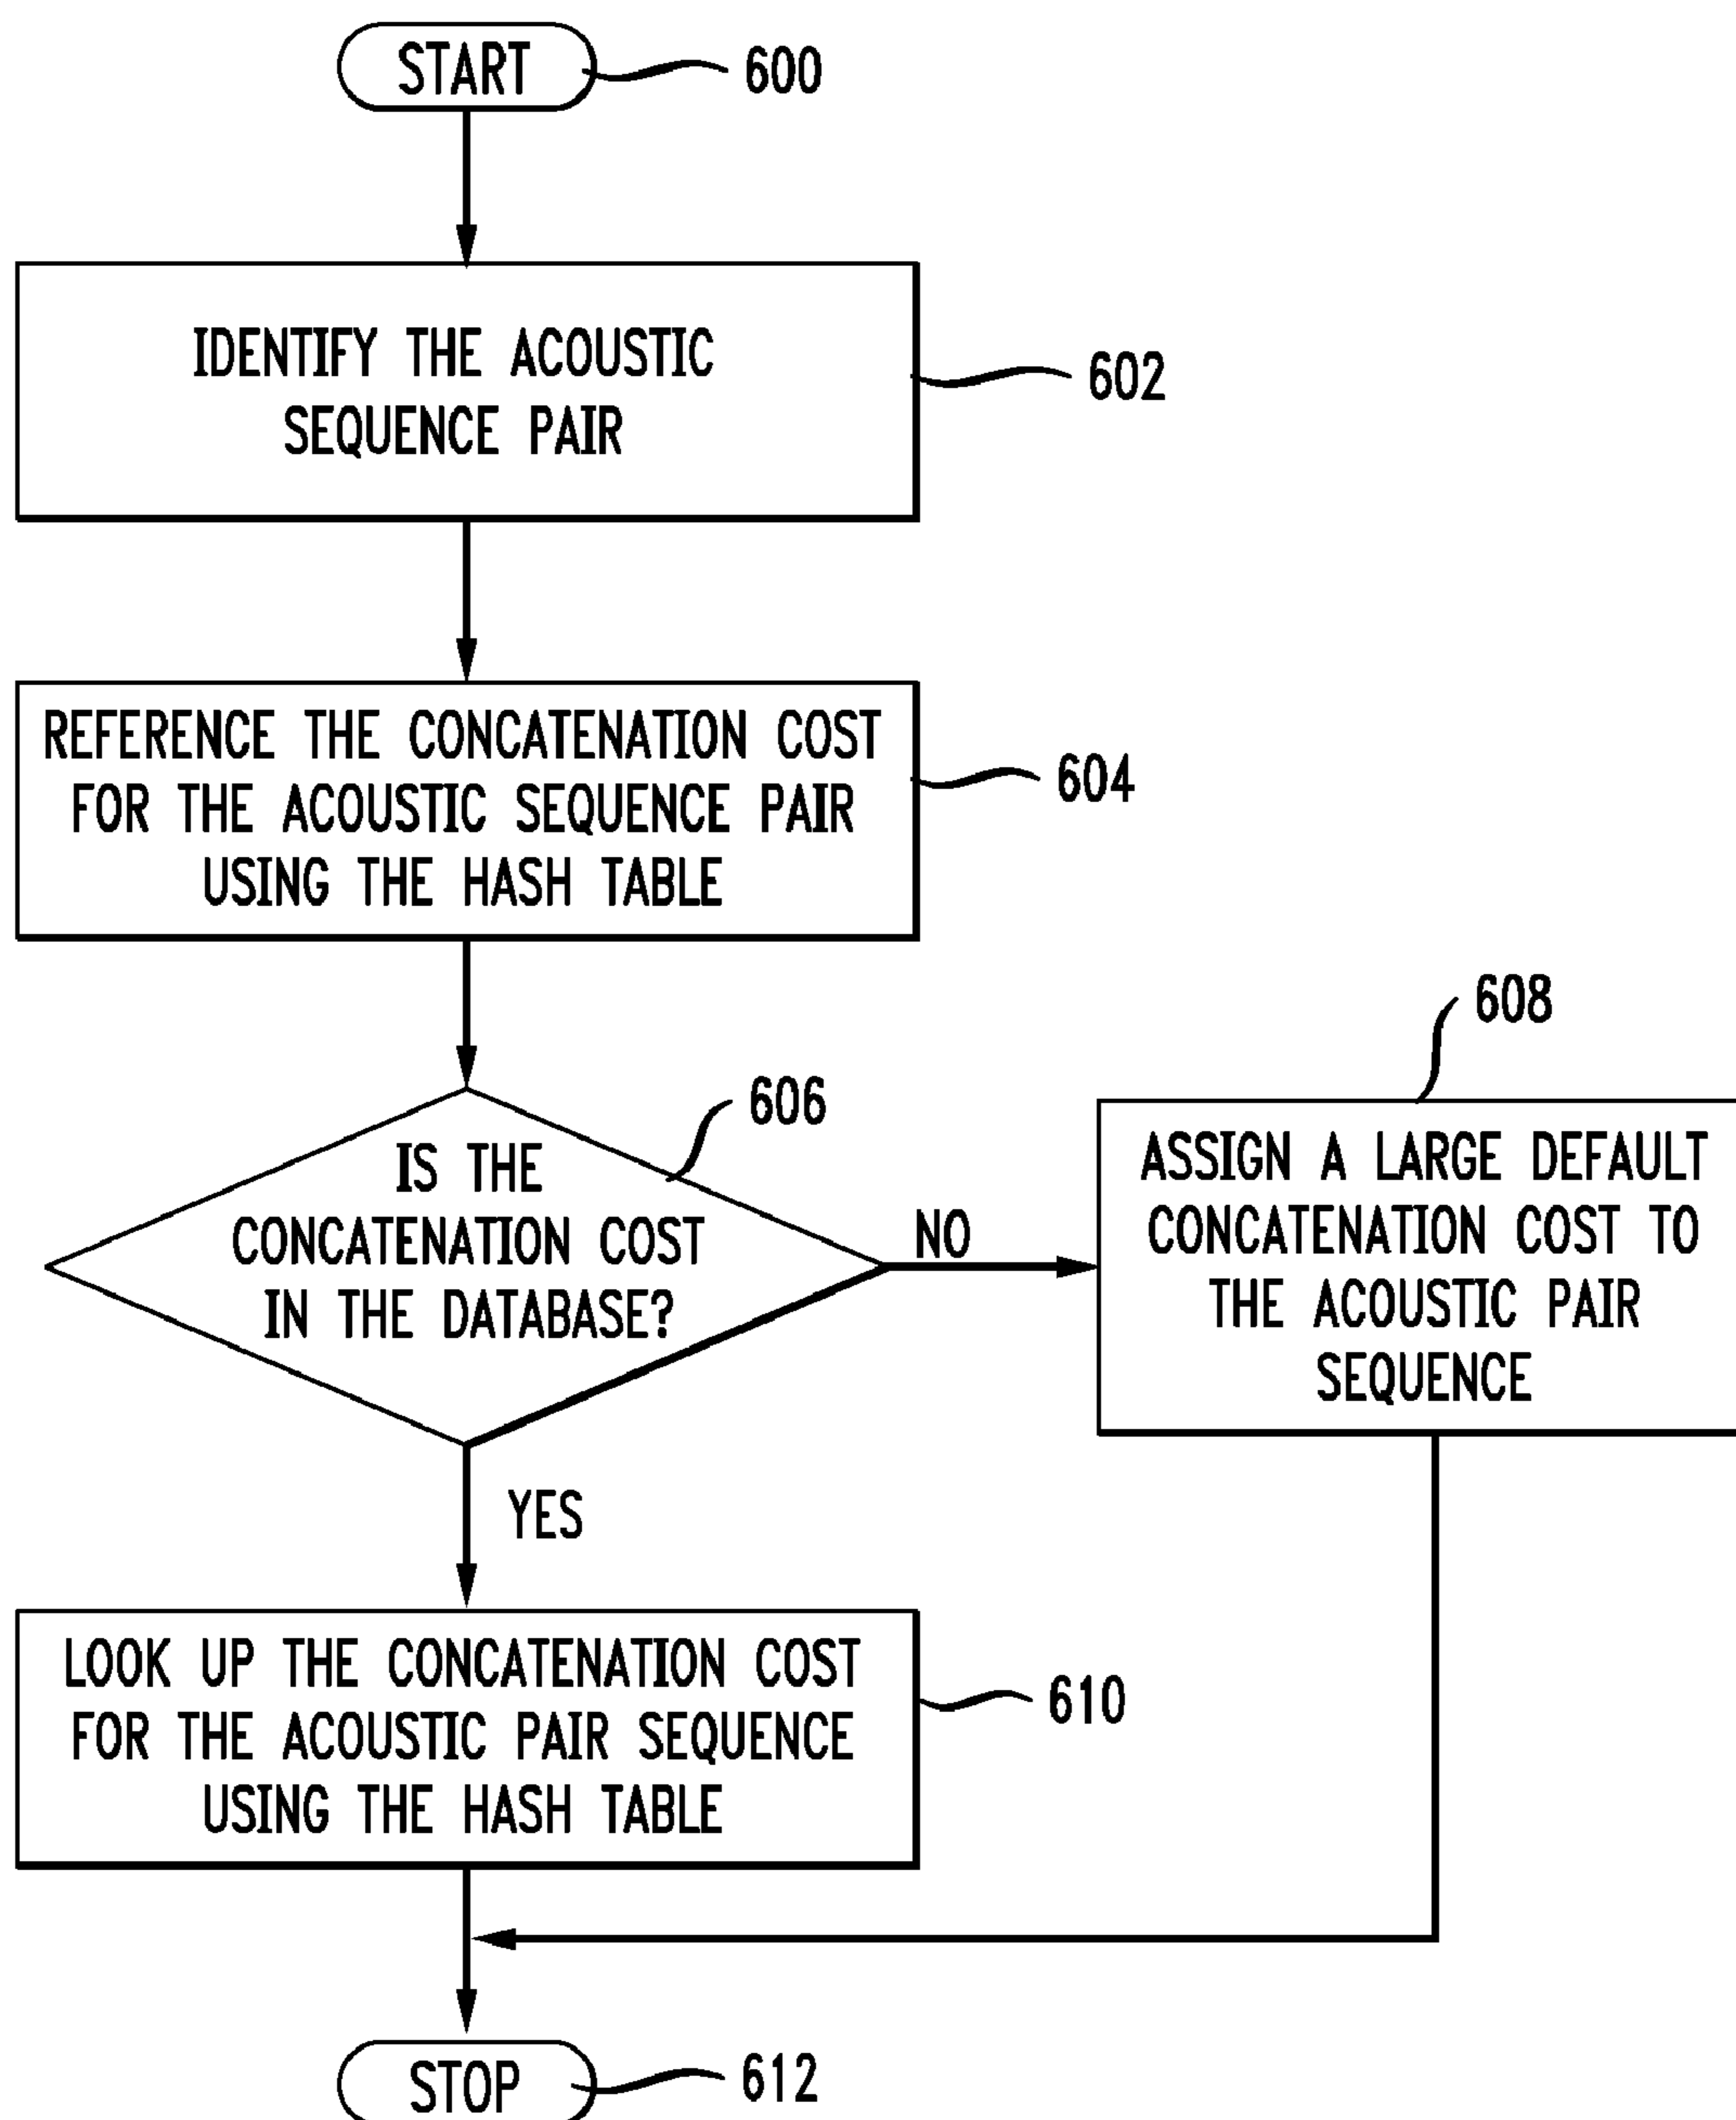 START
600
IDENTIFY THE ACOUSTIC
SEQUENCE PAIR
602
REFERENCE THE CONCATENATION COST
FOR THE ACOUSTIC SEQUENCE PAIR
USING THE HASH TABLE
604
IS THE
CONCATENATION COST
IN THE DATABASE?
606
NO
608
ASSIGN A LARGE DEFAULT
CONCATENATION COST TO
THE ACOUSTIC PAIR
SEQUENCE
YES
LOOK UP THE CONCATENATION COST
FOR THE ACOUSTIC PAIR SEQUENCE
USING THE HASH TABLE
610
STOP
612